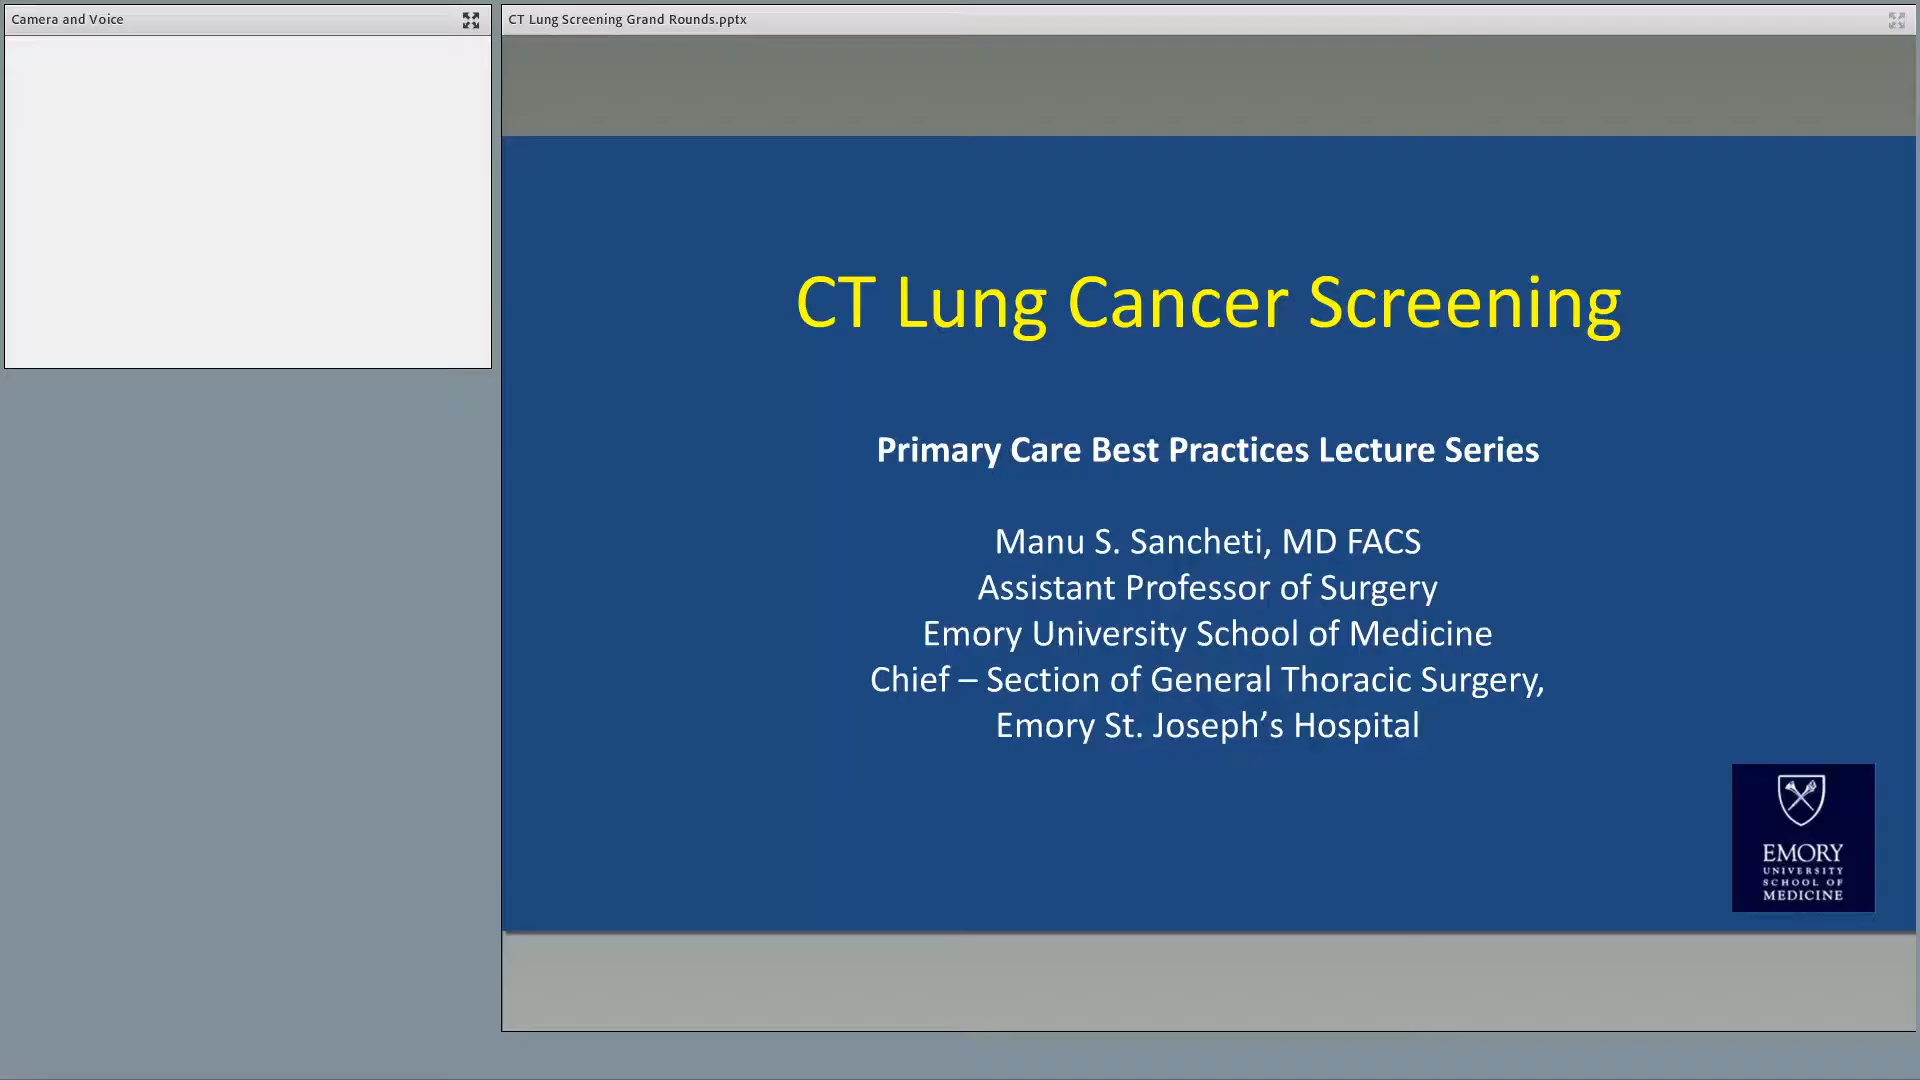 Camera and Voice
CT Lung Screening Grand Rounds.pptx
CT Lung Cancer Screening
Primary Care Best Practices Lecture Series
Manu S. Sancheti, MD FACS
Assistant Professor of Surgery
Emory University School of Medicine
Chief – Section of General Thoracic Surgery,
Emory St. Joseph’s Hospital
EMORY
UNIVERSITY
SCHOOL OF
MEDICINE